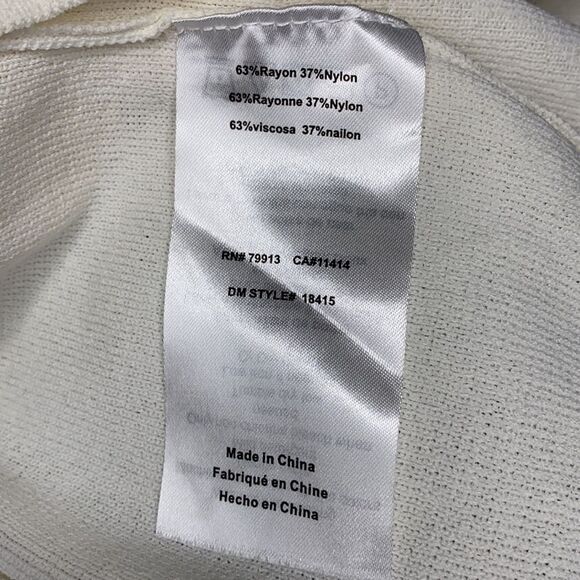 63%Rayon 37%Nylon
63%Rayonne 37%Nylon
63%viscosa 37%nailon
RN# 79913 CA#11414
DM STYLE# 18415
Made in China
Fabriqué en Chine
Hecho en China